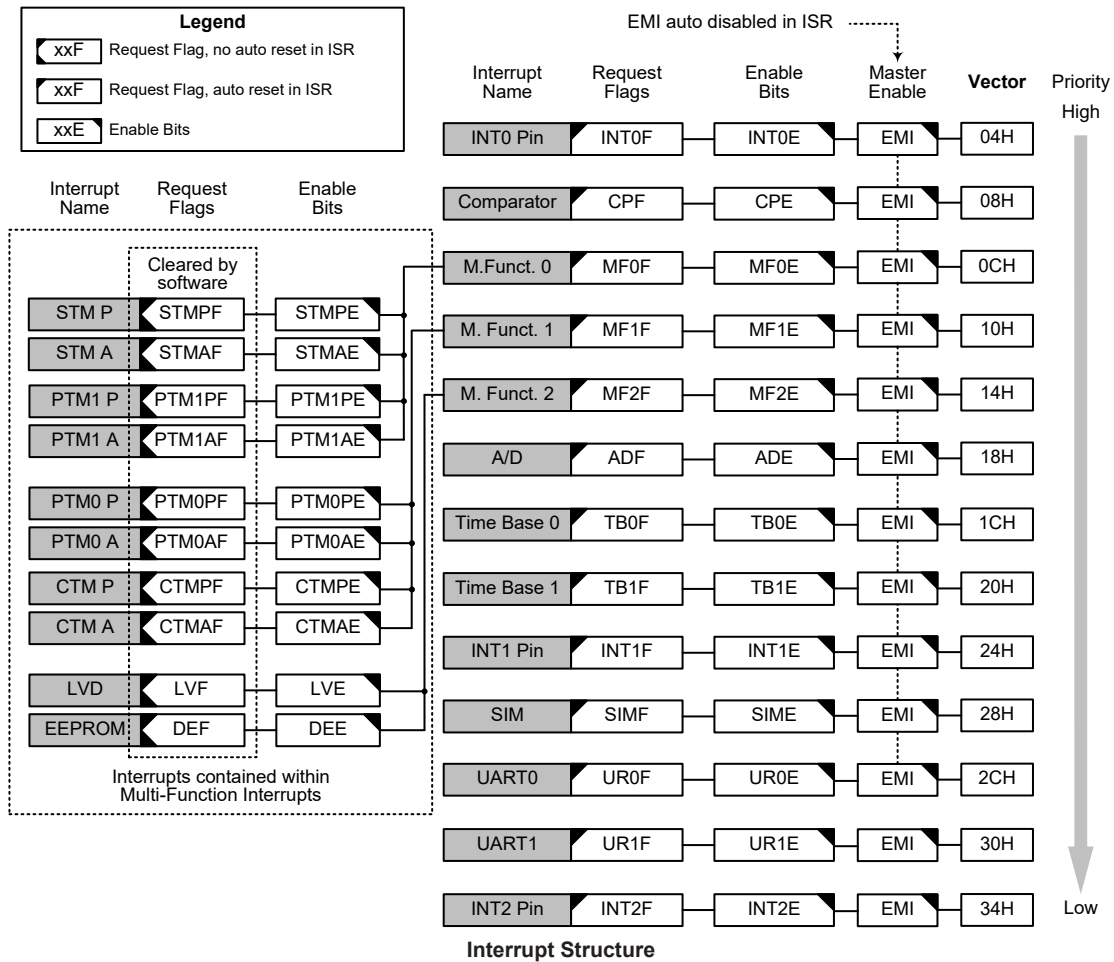 Legend
xxF Request Flag, no auto reset in ISR
xxF Request Flag, auto reset in ISR
xxE Enable Bits
EMI auto disabled in ISR
Interrupt Name Request Flags Enable Bits Master Enable Vector Priority
High
INT0 Pin INT0F INT0E EMI 04H
Comparator CPF CPE EMI 08H
M.Funct. 0 MF0F MF0E EMI 0CH
M. Funct. 1 MF1F MF1E EMI 10H
M. Funct. 2 MF2F MF2E EMI 14H
A/D ADF ADE EMI 18H
Time Base 0 TB0F TB0E EMI 1CH
Time Base 1 TB1F TB1E EMI 20H
INT1 Pin INT1F INT1E EMI 24H
SIM SIMF SIME EMI 28H
UART0 UR0F UR0E EMI 2CH
UART1 UR1F UR1E EMI 30H
INT2 Pin INT2F INT2E EMI 34H Low
Interrupt Name Request Flags Enable Bits
Cleared by
software
STM P STMPF STMPE
STM A STMAF STMAE
PTM1 P PTM1PF PTM1PE
PTM1 A PTM1AF PTM1AE
PTM0 P PTM0PF PTM0PE
PTM0 A PTM0AF PTM0AE
CTM P CTMPF CTMPE
CTM A CTMAF CTMAE
LVD LVF LVE
EEPROM DEF DEE
Interrupts contained within
Multi-Function Interrupts
Interrupt Structure